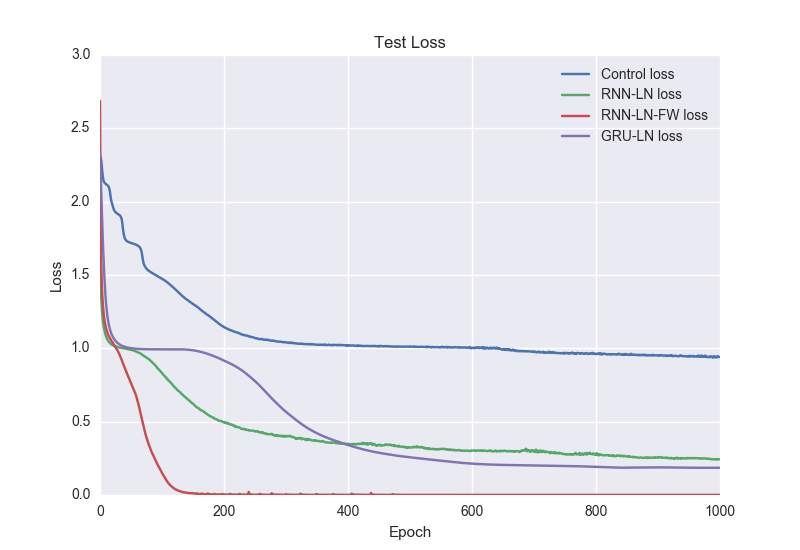 Test Loss
3.0
2.5
2.0
1.5
1.0
0.5
0.0
Loss
Control loss
RNN-LN loss
RNN-LN-FW loss
GRU-LN loss
0 200 400 600 800 1000
Epoch